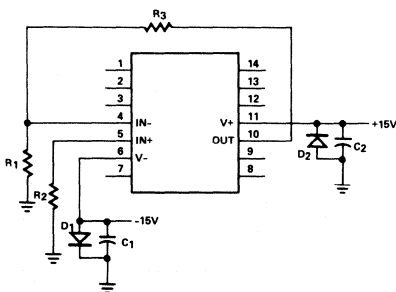 R3
1 14
2 13
3 12
4 IN- V+ 11
5 IN+ OUT 10
6 V- 9
7 8
+15V
D2 C2
R1
R2
-15V
D1 C1